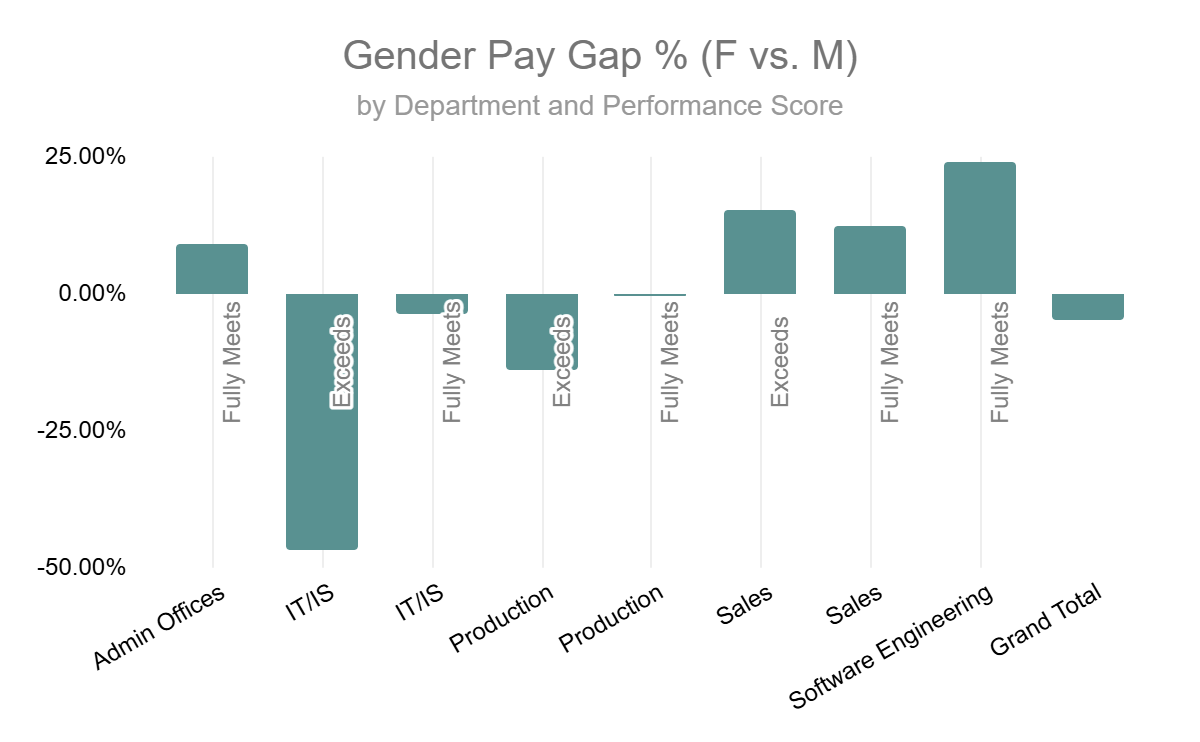 Gender Pay Gap % (F vs. M)
by Department and Performance Score
25.00%
0.00%
-25.00%
-50.00%
Fully Meets
Exceeds
Fully Meets
Exceeds
Fully Meets
Exceeds
Fully Meets
Fully Meets
Admin Offices
IT/IS
IT/IS
Production
Production
Sales
Sales
Software Engineering
Grand Total